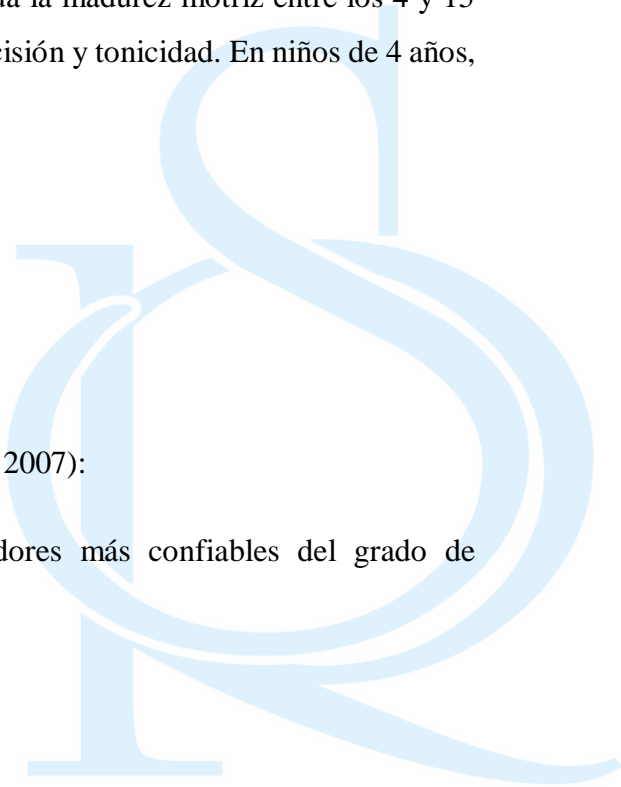 la madurez motriz entre los 4 y 15
cisión y tonicidad. En niños de 4 años,
2007):
dores más confiables del grado de